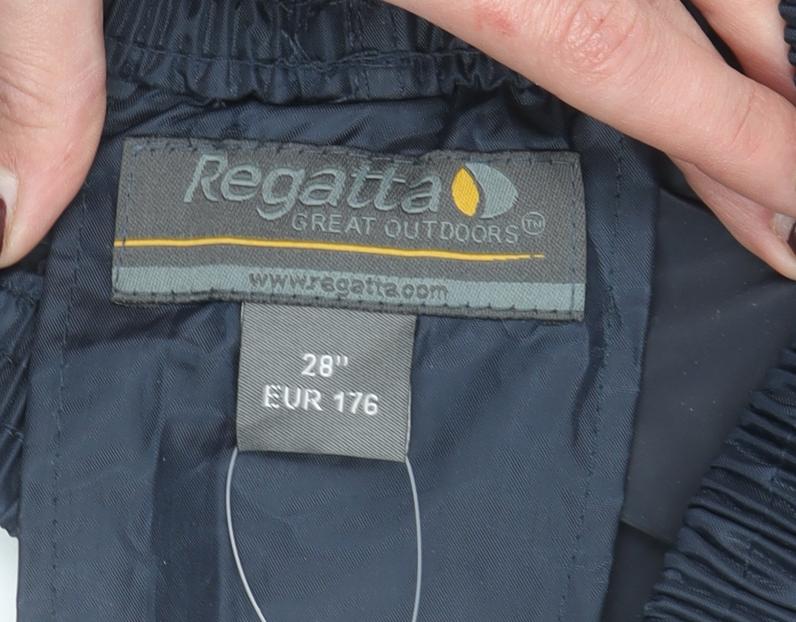 Regatta
GREAT OUTDOORS™
www.regatta.com
28"
EUR 176